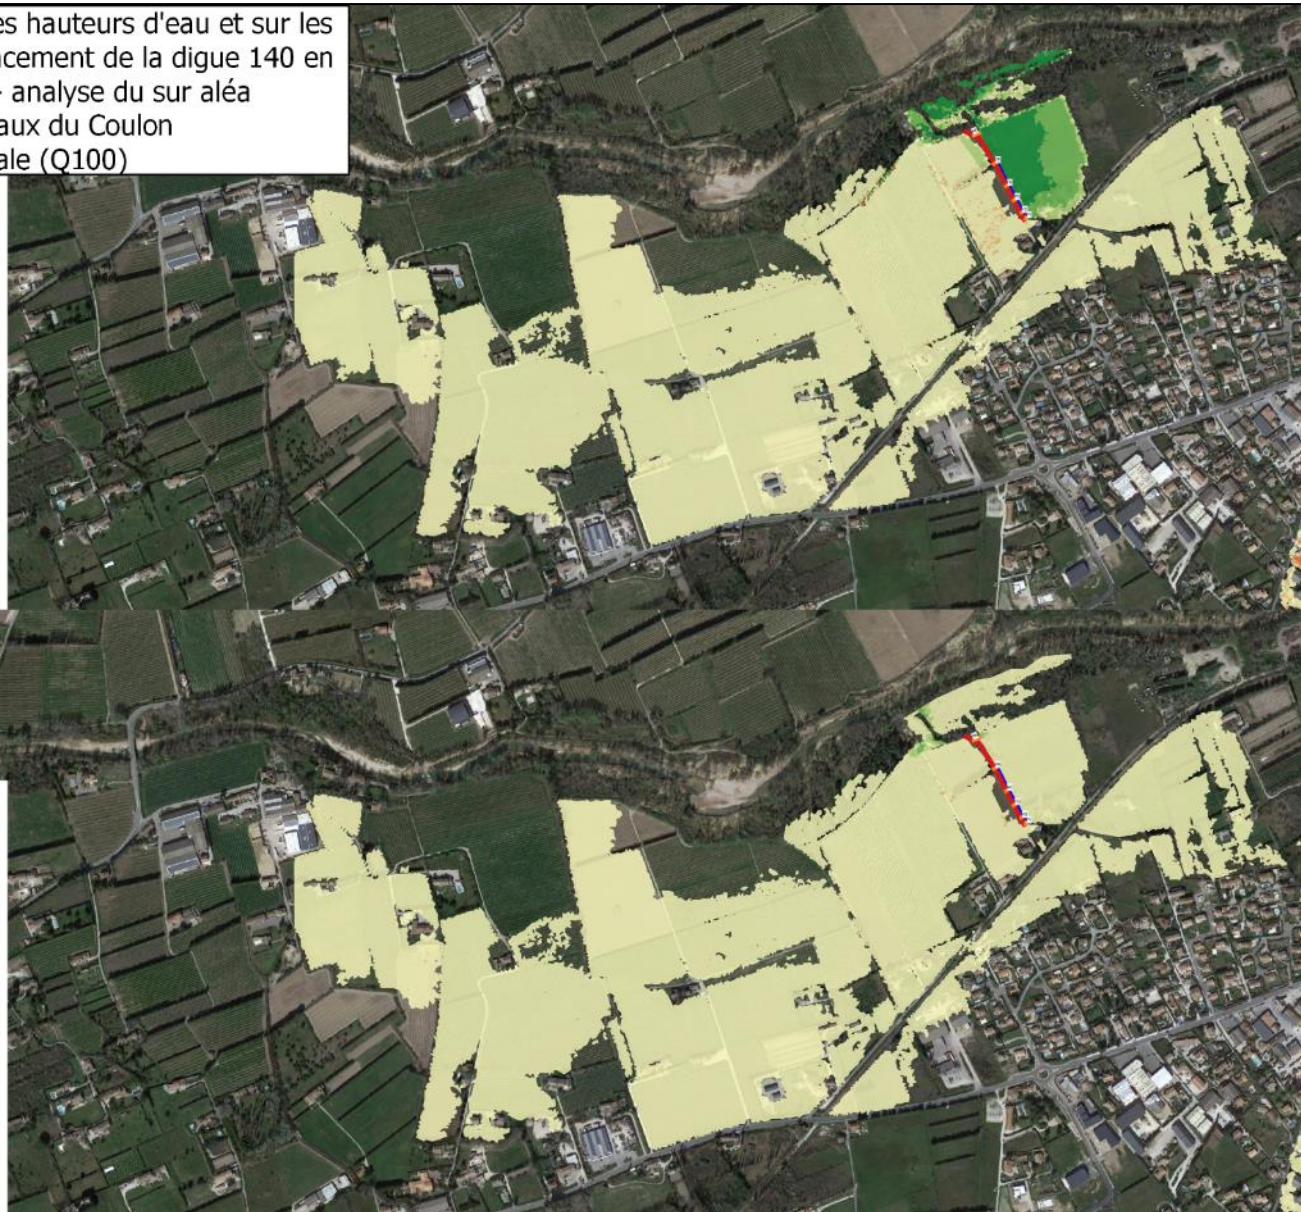 es hauteurs d'eau et sur les
cement de la digue 140 en
- analyse du sur aléa
aux du Coulon
ale (Q100)